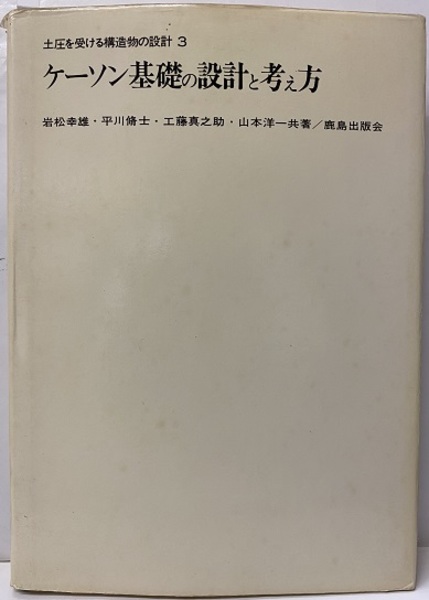 土圧を受ける構造物の設計 3
ケーソン基礎の設計と考え方
岩松幸雄・平川脩士・工藤真之助・山本洋一共著／鹿島出版会